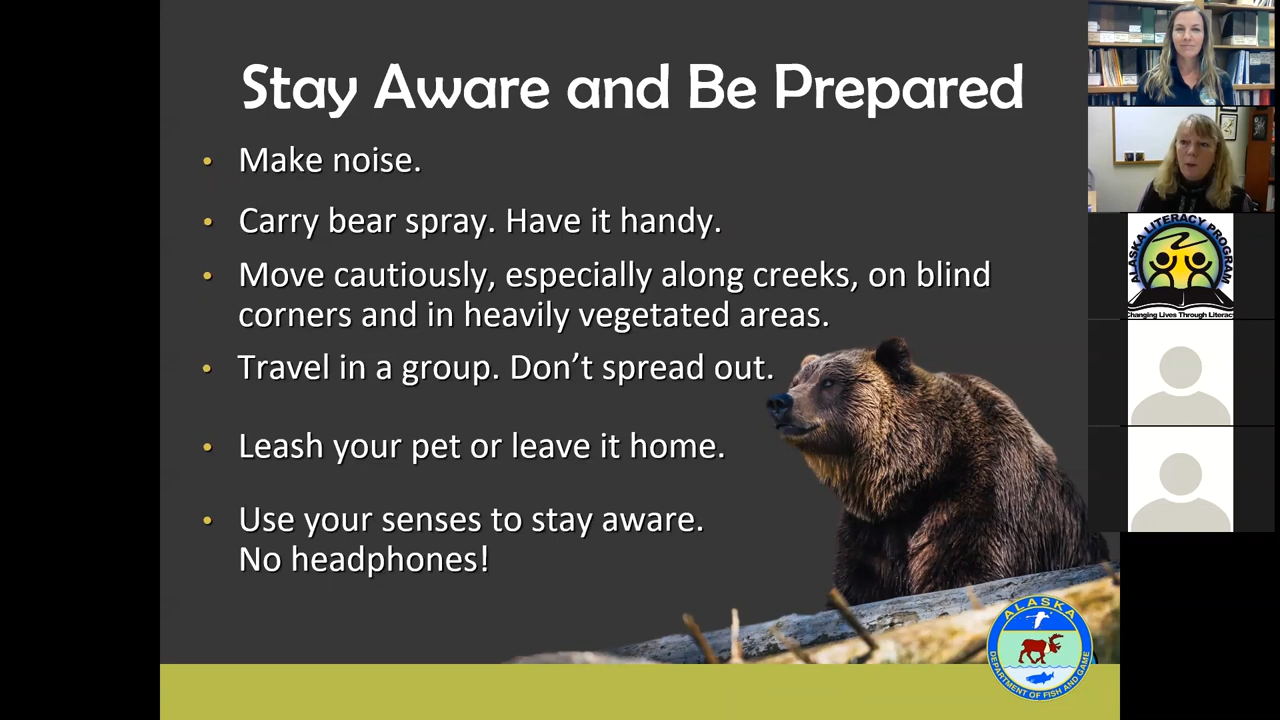 Stay Aware and Be Prepared
• Make noise.
• Carry bear spray. Have it handy.
• Move cautiously, especially along creeks, on blind
corners and in heavily vegetated areas.
• Travel in a group. Don’t spread out.
• Leash your pet or leave it home.
• Use your senses to stay aware.
No headphones!
ALASKA
DEPARTMENT OF FISH AND GAME
ALASKA LITERACY PROGRAM
Changing Lives Through Literac